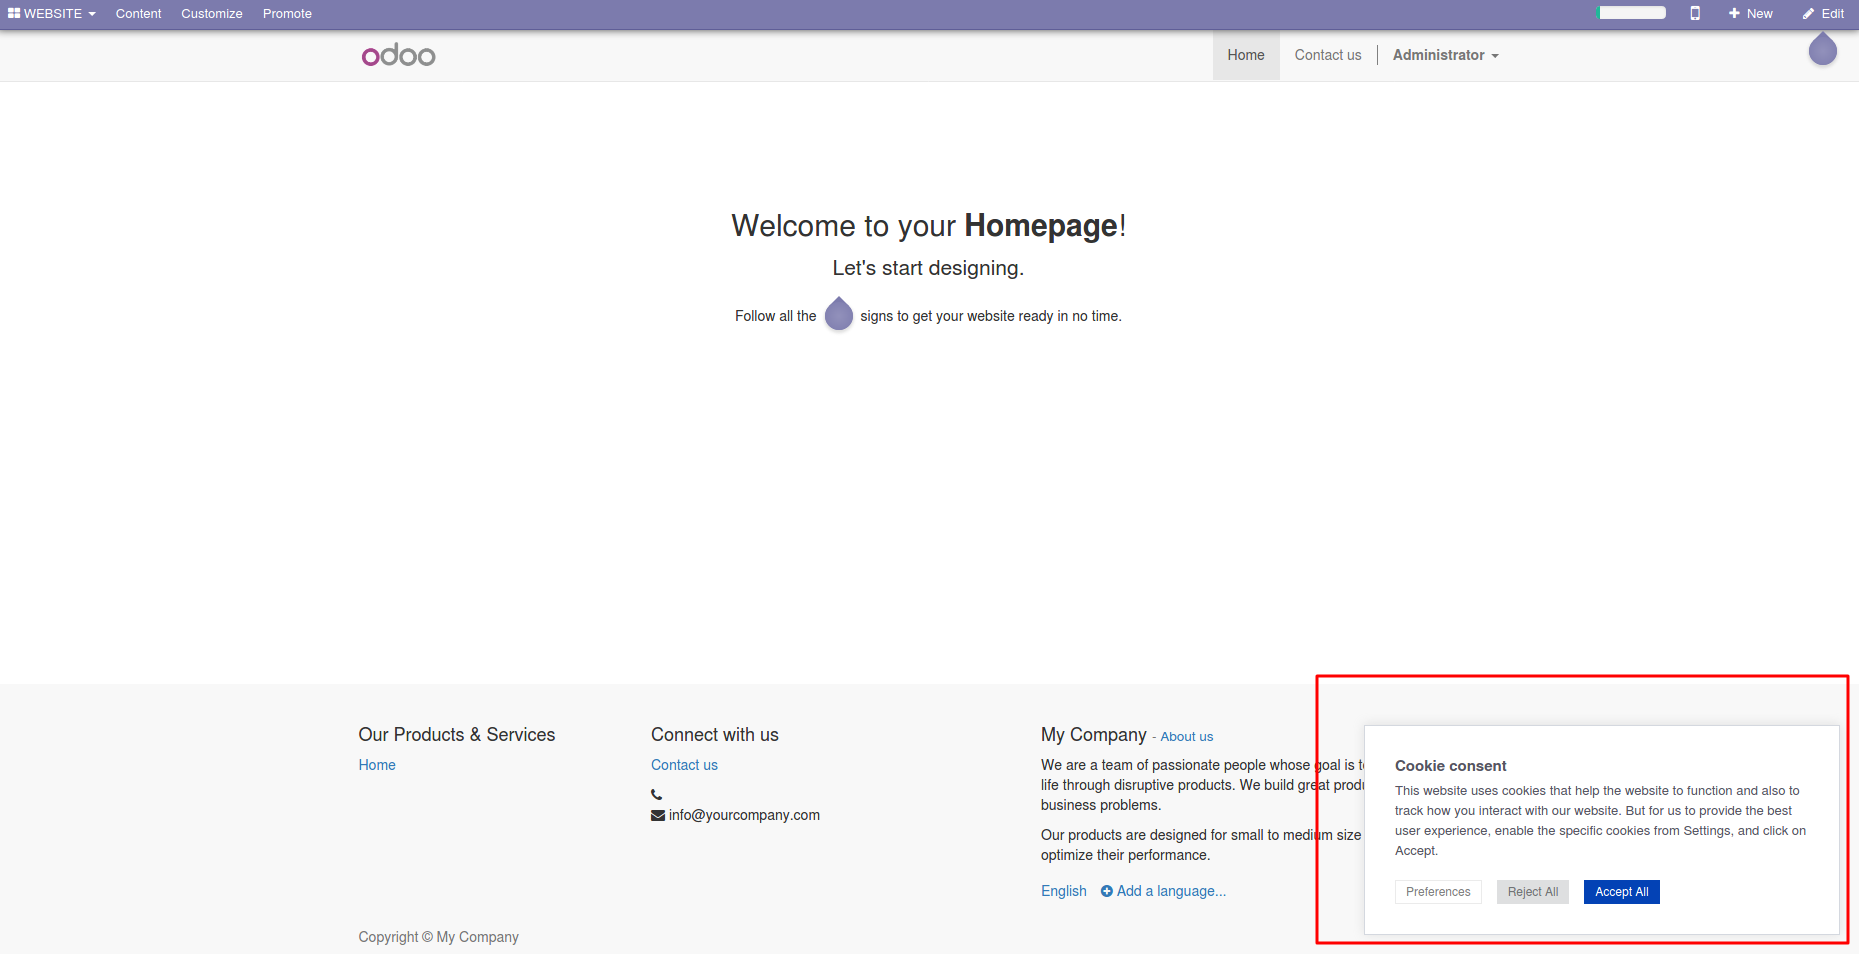 WEBSITE Content Customize Promote New Edit
odoo Home Contact us Administrator
Welcome to your Homepage!
Let's start designing.
Follow all the signs to get your website ready in no time.
Our Products & Services
Home
Connect with us
Contact us
info@yourcompany.com
My Company - About us
We are a team of passionate people whose goal is
life through disruptive products. We build great
business problems.
Our products are designed for small to medium size
optimize their performance.
English Add a language...
Cookie consent
This website uses cookies that help the website to function and also to
track how you interact with our website. But for us to provide the best
user experience, enable the specific cookies from Settings, and click on
Accept.
Preferences Reject All Accept All
Copyright © My Company